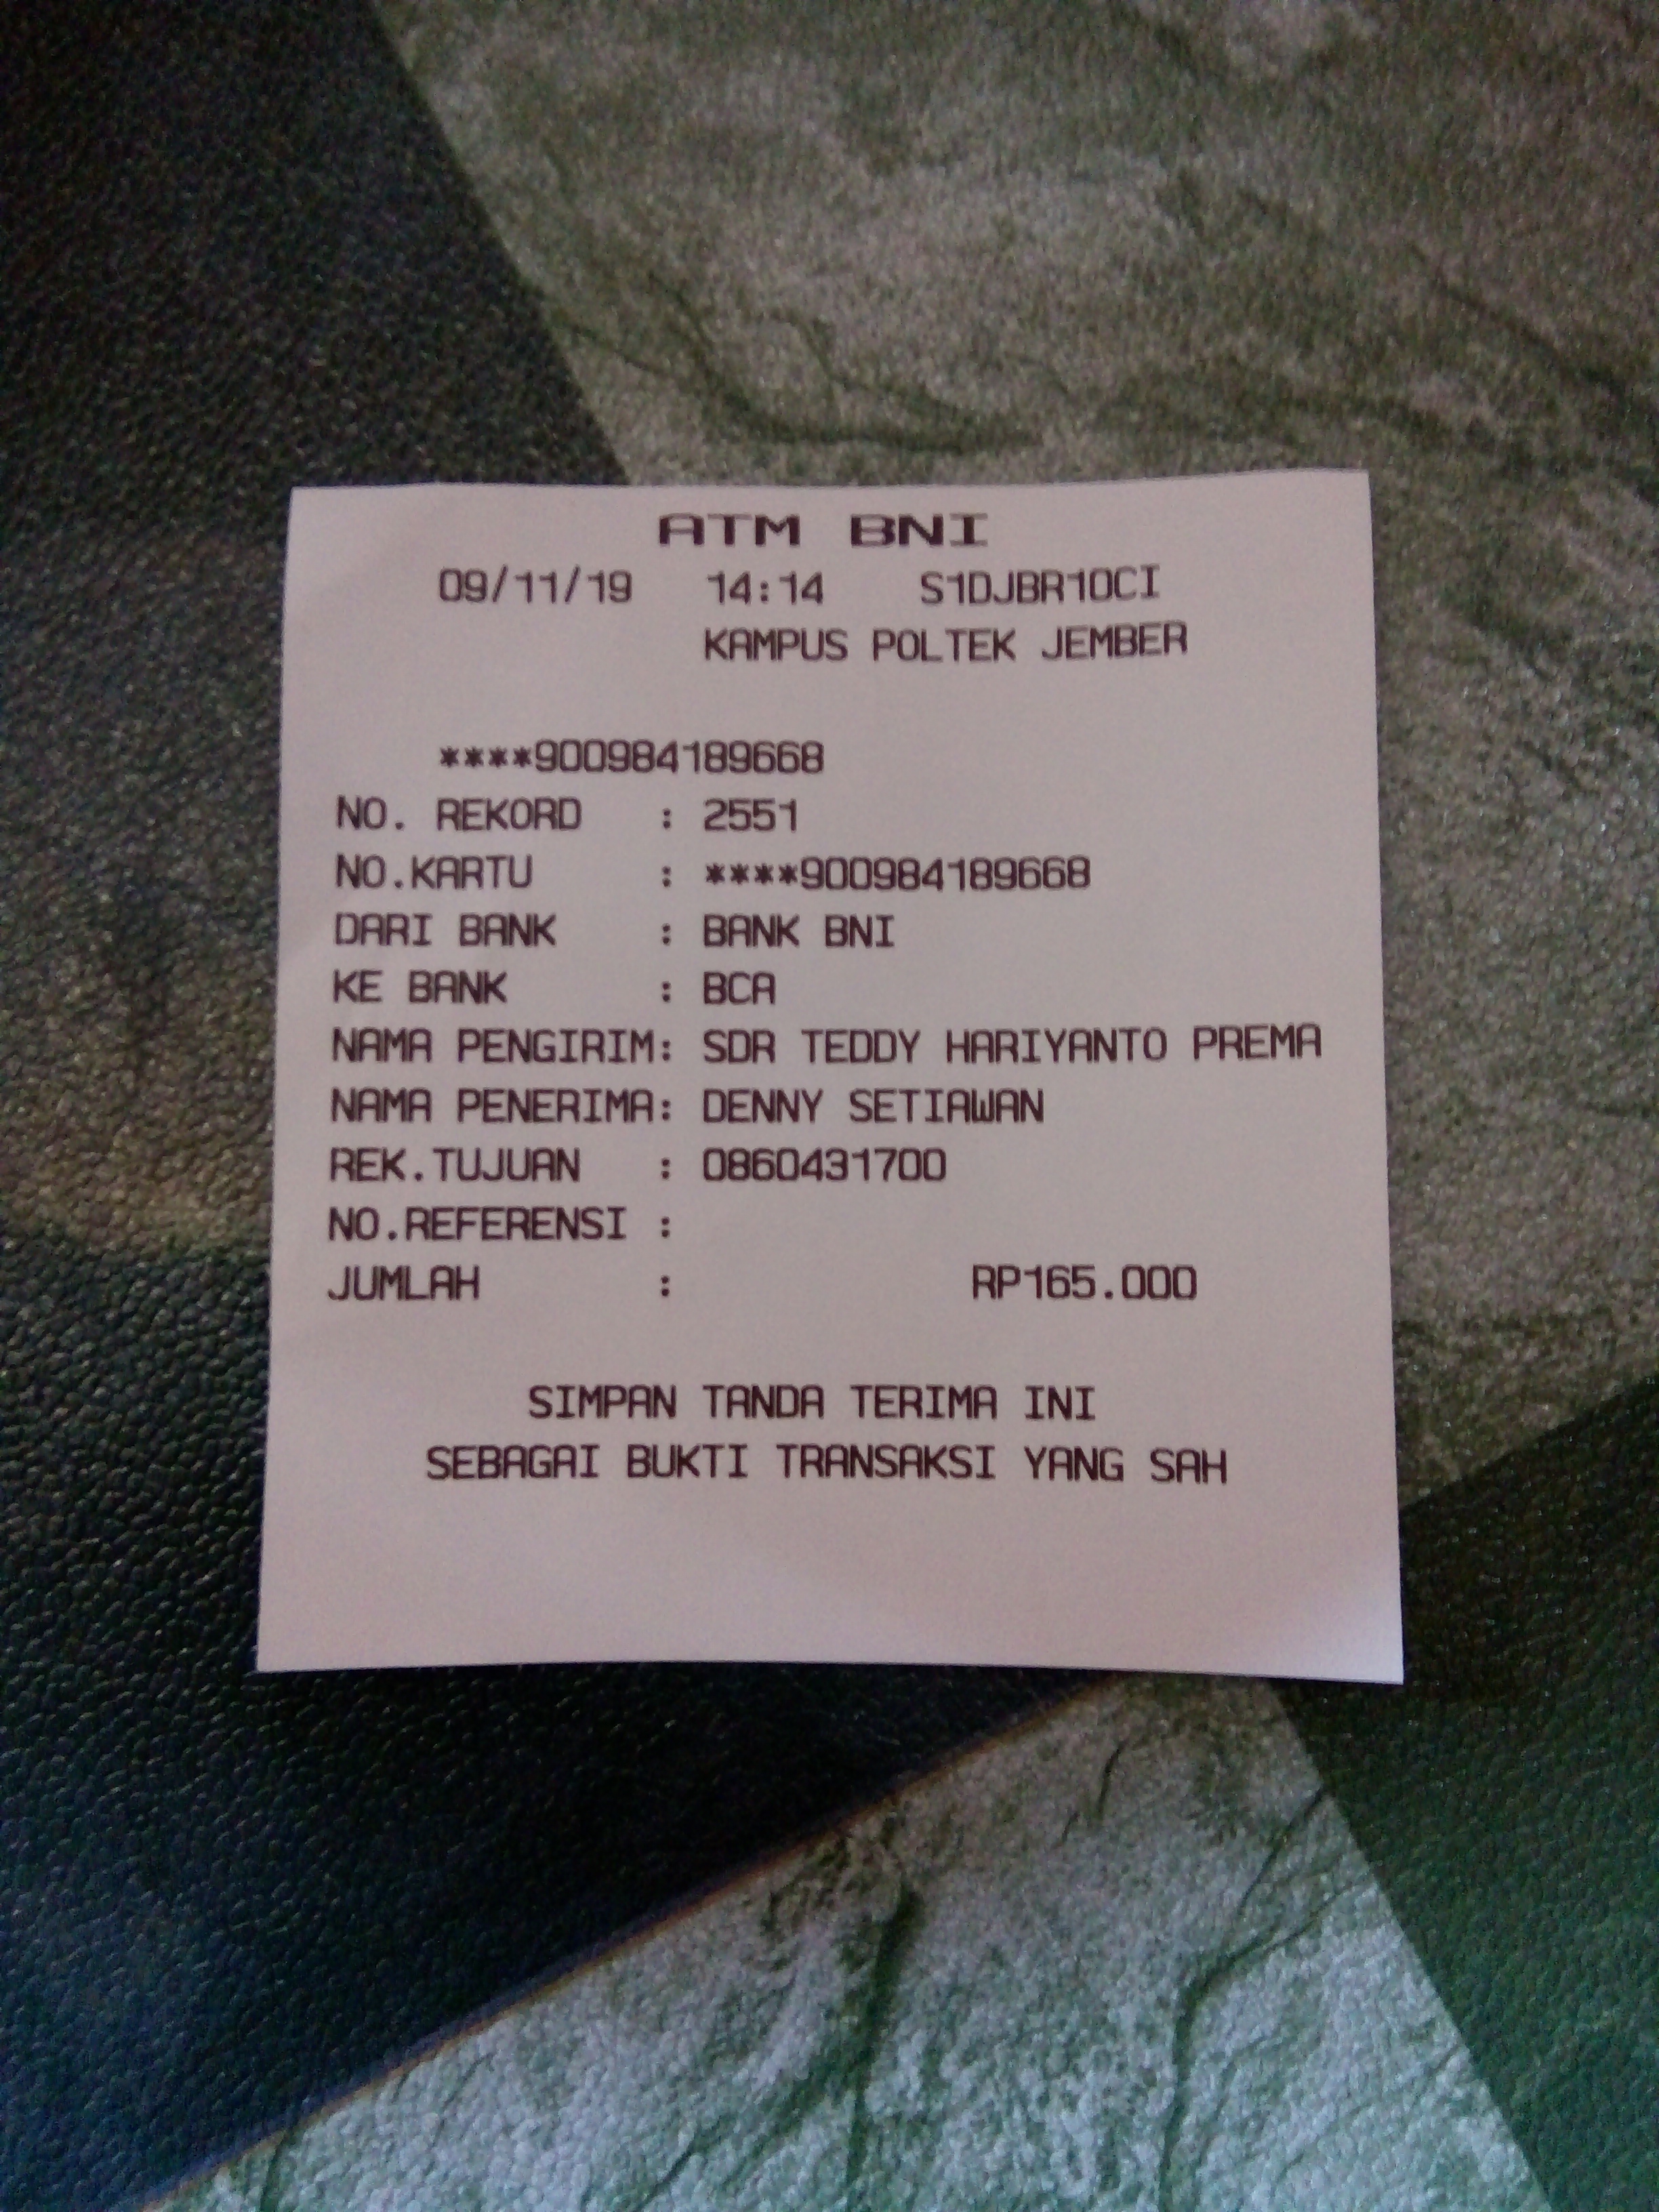 ATM BNI
09/11/19 14:14 S1DJBR10CI
KAMPUS POLTEK JEMBER
****900984189668
NO. REKORD : 2551
NO.KARTU : ****900984189668
DARI BANK : BANK BNI
KE BANK : BCA
NAMA PENGIRIM: SDR TEDDY HARIYANTO PREMA
NAMA PENERIMA: DENNY SETIAWAN
REK.TUJUAN : 0860431700
NO.REFERENSI :
JUMLAH : RP165.000
SIMPAN TANDA TERIMA INI
SEBAGAI BUKTI TRANSAKSI YANG SAH